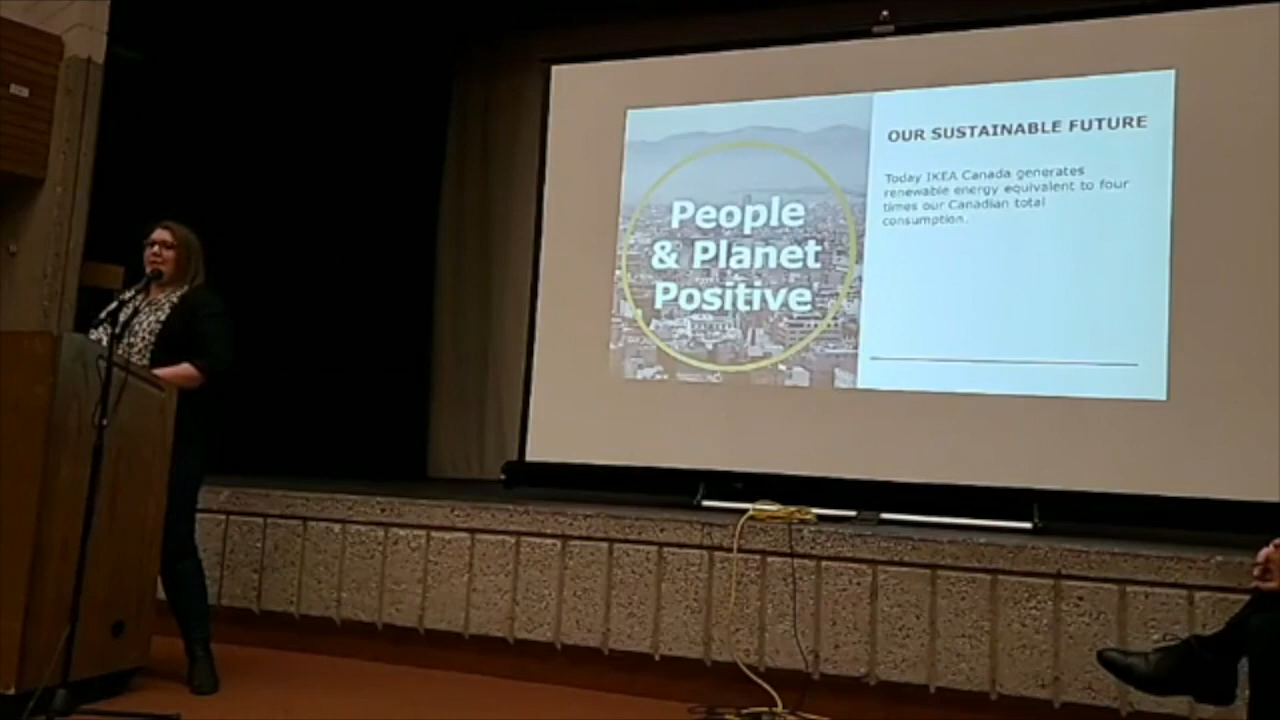 People
& Planet
Positive
OUR SUSTAINABLE FUTURE
Today IKEA Canada generates
renewable energy equivalent to four
times our Canadian total
consumption.